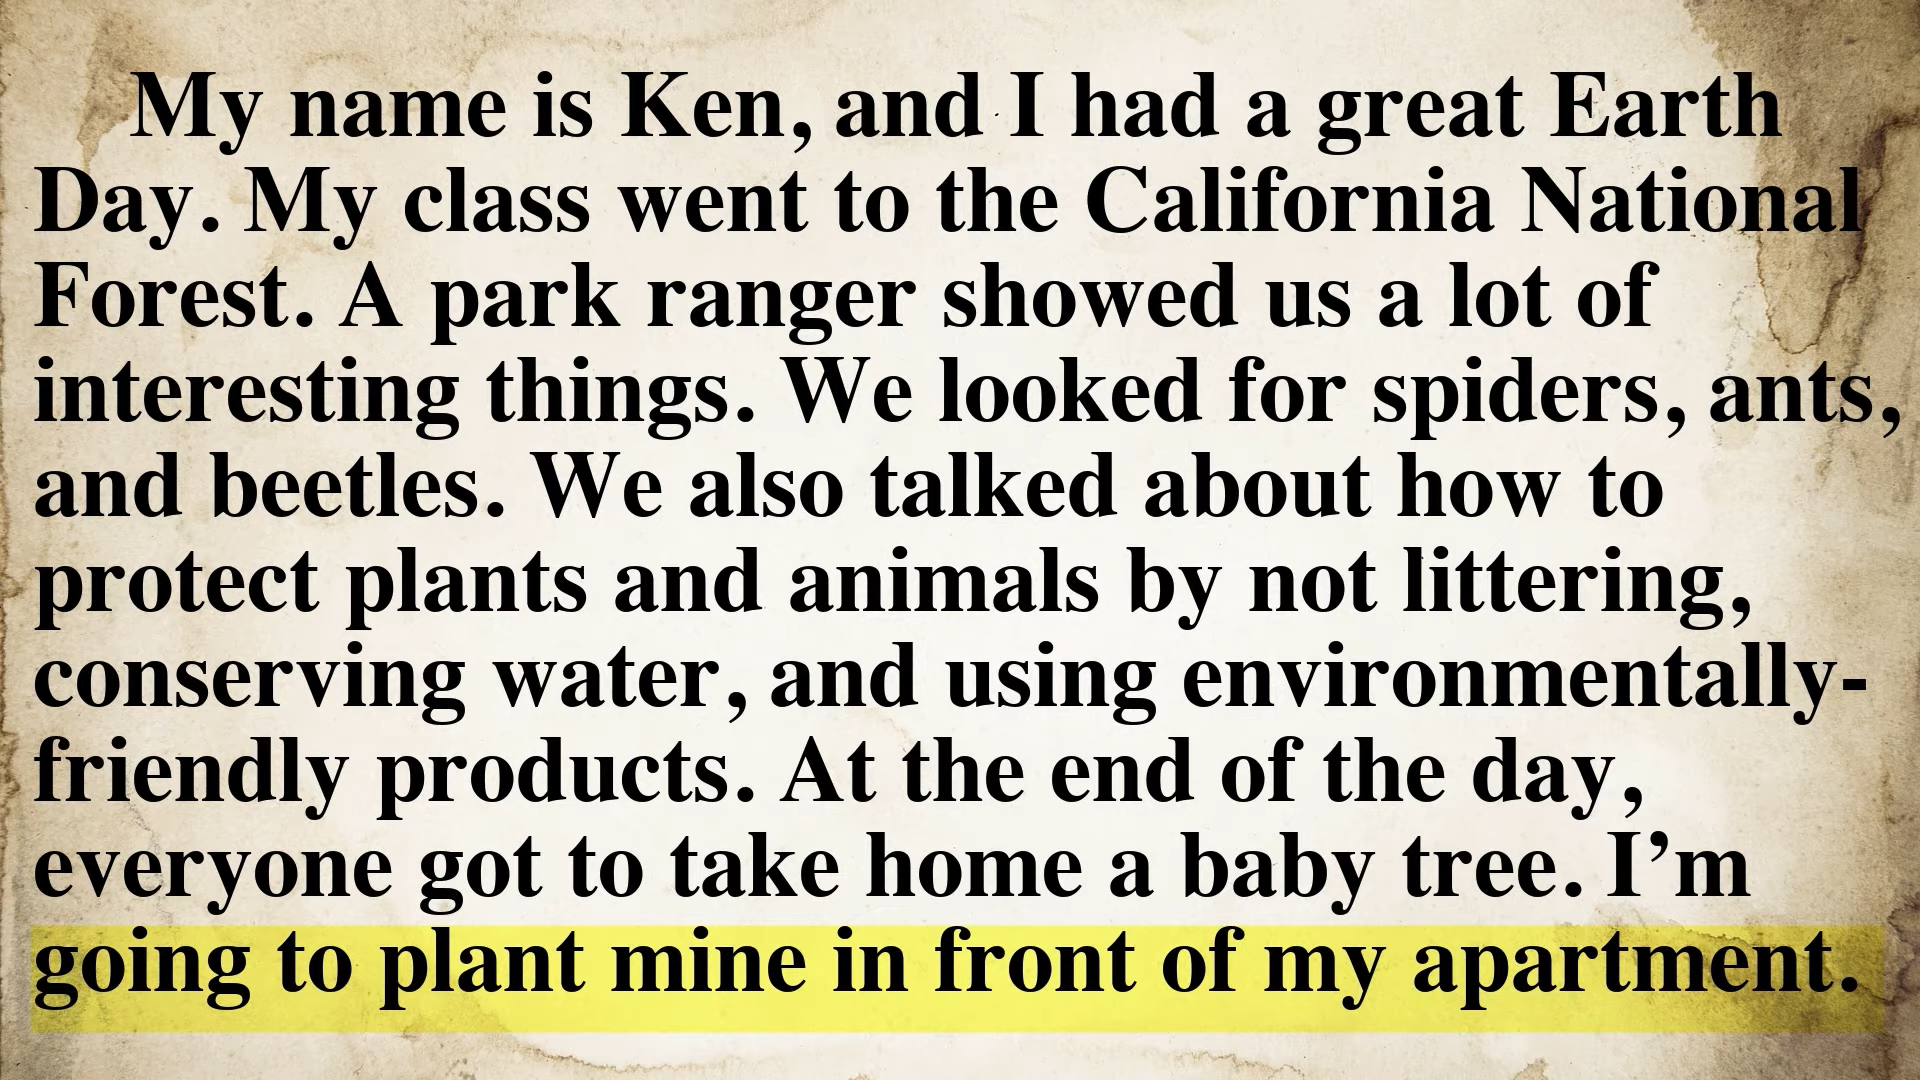 My name is Ken, and I had a great Earth
Day. My class went to the California National
Forest. A park ranger showed us a lot of
interesting things. We looked for spiders, ants,
and beetles. We also talked about how to
protect plants and animals by not littering,
conserving water, and using environmentally-
friendly products. At the end of the day,
everyone got to take home a baby tree. I’m
going to plant mine in front of my apartment.